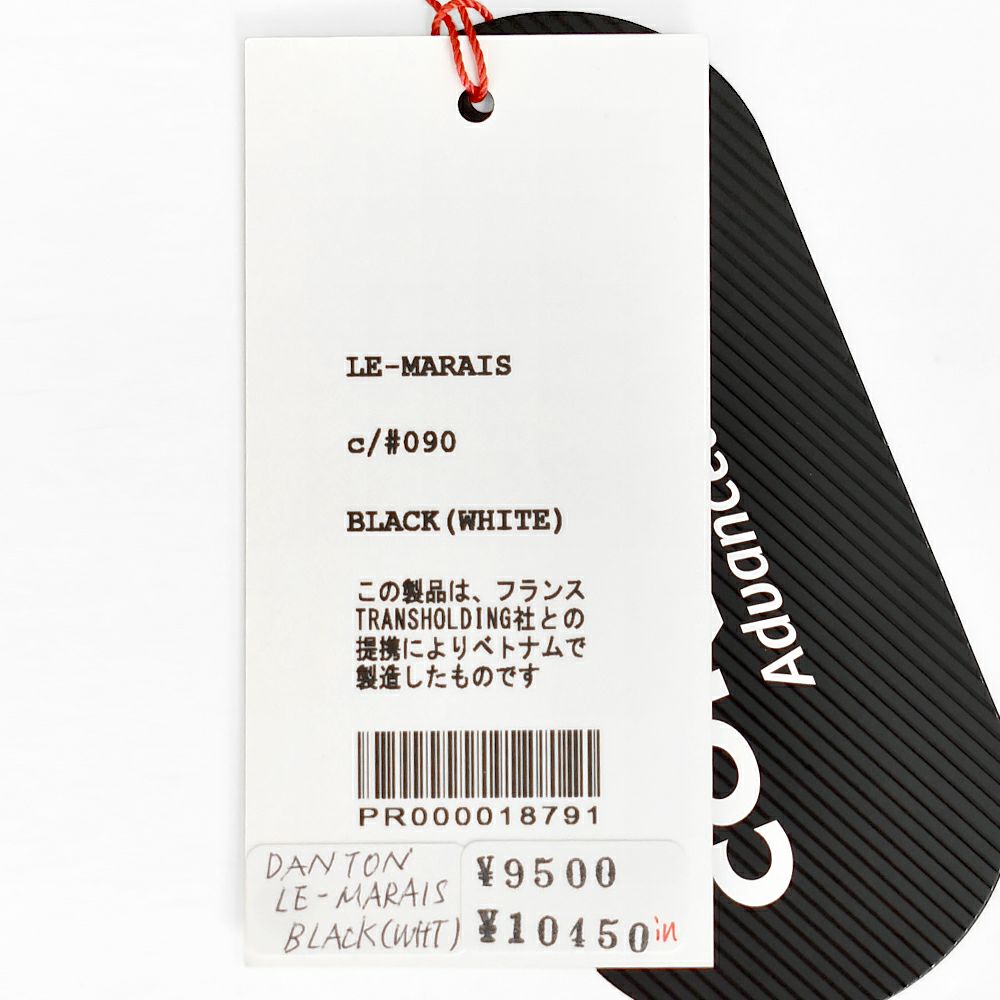 LE-MARAIS
c/#090
BLACK(WHITE)
この製品は、フランス
TRANSHOLDING社との
提携によりベトナムで
製造したものです
PR000018791
DANTON
LE-MARAIS
BLACK(WHT)
¥9500
¥10450in